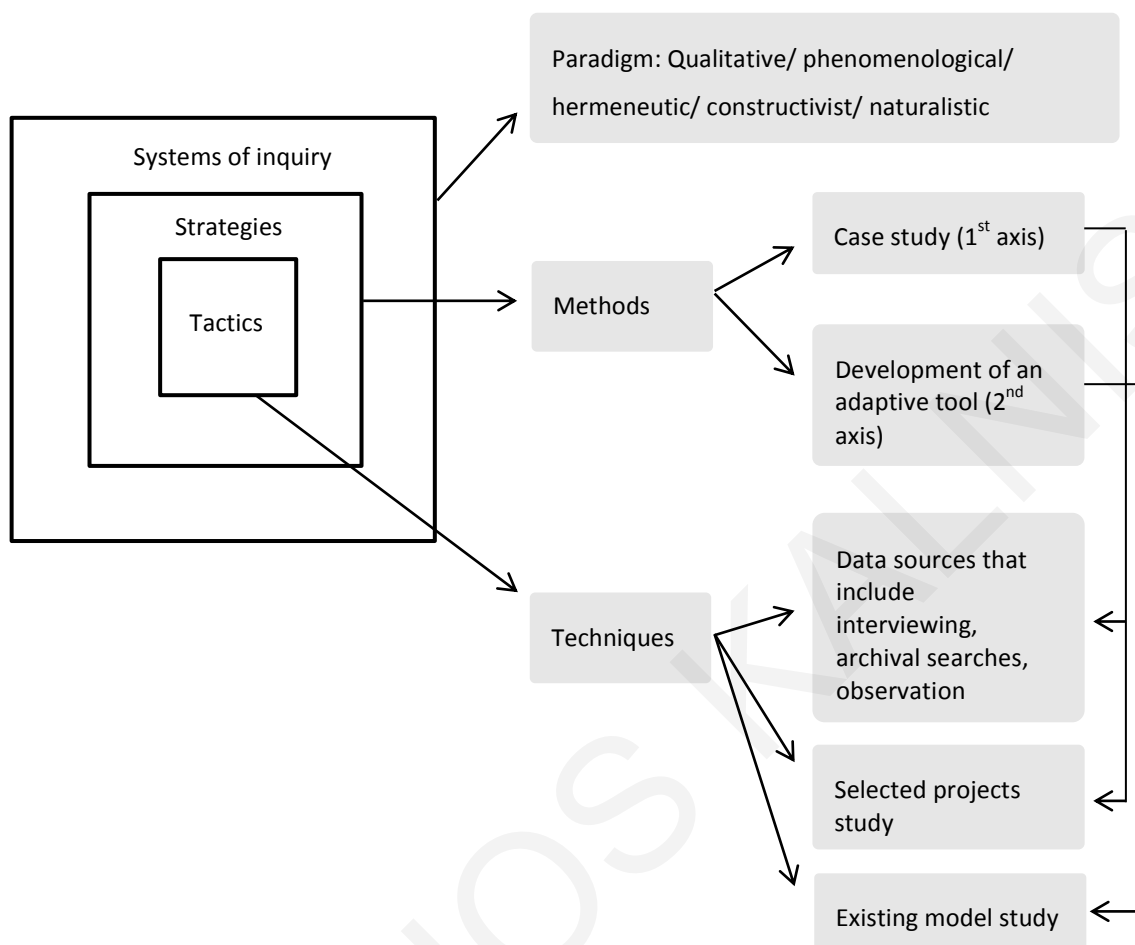 Paradigm: Qualitative/ phenomenological/
hermeneutic/ constructivist/ naturalistic
Systems of inquiry
Strategies
Tactics
Methods
Case study (1st axis)
Development of an
adaptive tool (2nd
axis)
Techniques
Data sources that
include
interviewing,
archival searches,
observation
Selected projects
study
Existing model study
NOS KALNIS